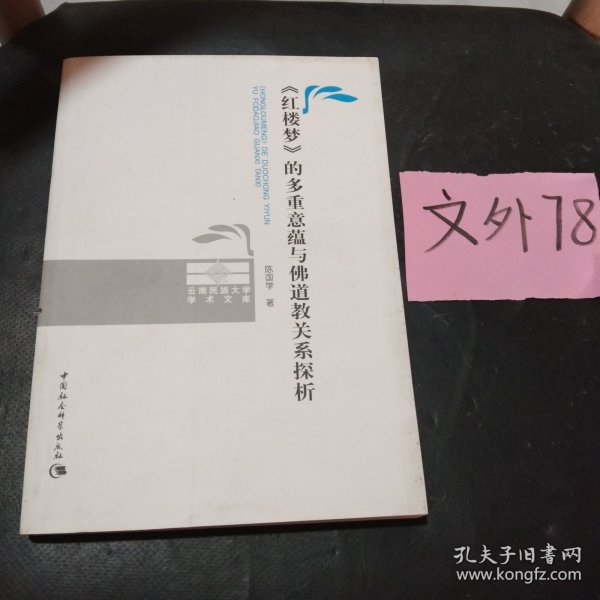 《红楼梦》的多重意蕴与佛道教关系探析
《HONGLOUMENG》DE DUOCHONG YIYUN
YU FODAOJIAO GUANXI TANXI
陈国学 著
云南民族大学
学术文库
中国社会科学出版社
文外78
孔夫子旧书网
www.kongfz.com